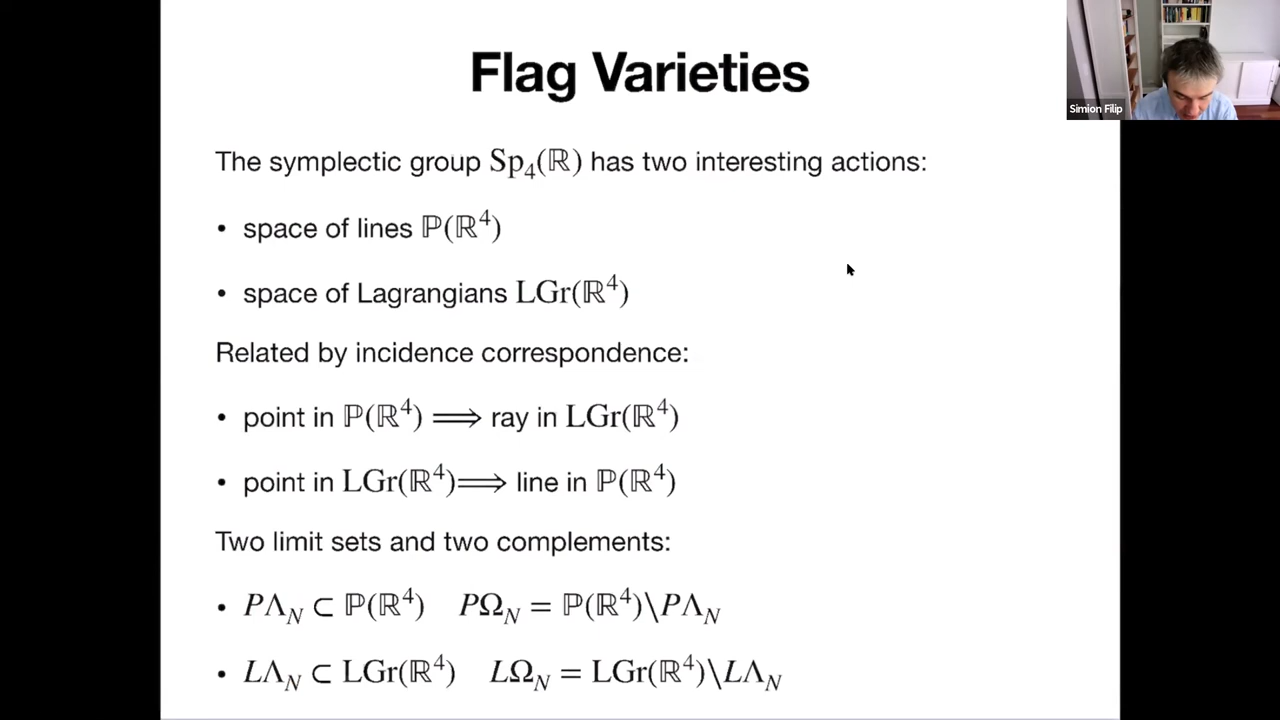 Flag Varieties
Simion Filip
The symplectic group Sp₄(ℝ) has two interesting actions:
• space of lines ℙ(ℝ⁴)
• space of Lagrangians LGr(ℝ⁴)
Related by incidence correspondence:
• point in ℙ(ℝ⁴) ⟹ ray in LGr(ℝ⁴)
• point in LGr(ℝ⁴)⟹ line in ℙ(ℝ⁴)
Two limit sets and two complements:
• PΛ_N ⊂ ℙ(ℝ⁴) PΩ_N = ℙ(ℝ⁴)\PΛ_N
• LΛ_N ⊂ LGr(ℝ⁴) LΩ_N = LGr(ℝ⁴)\LΛ_N